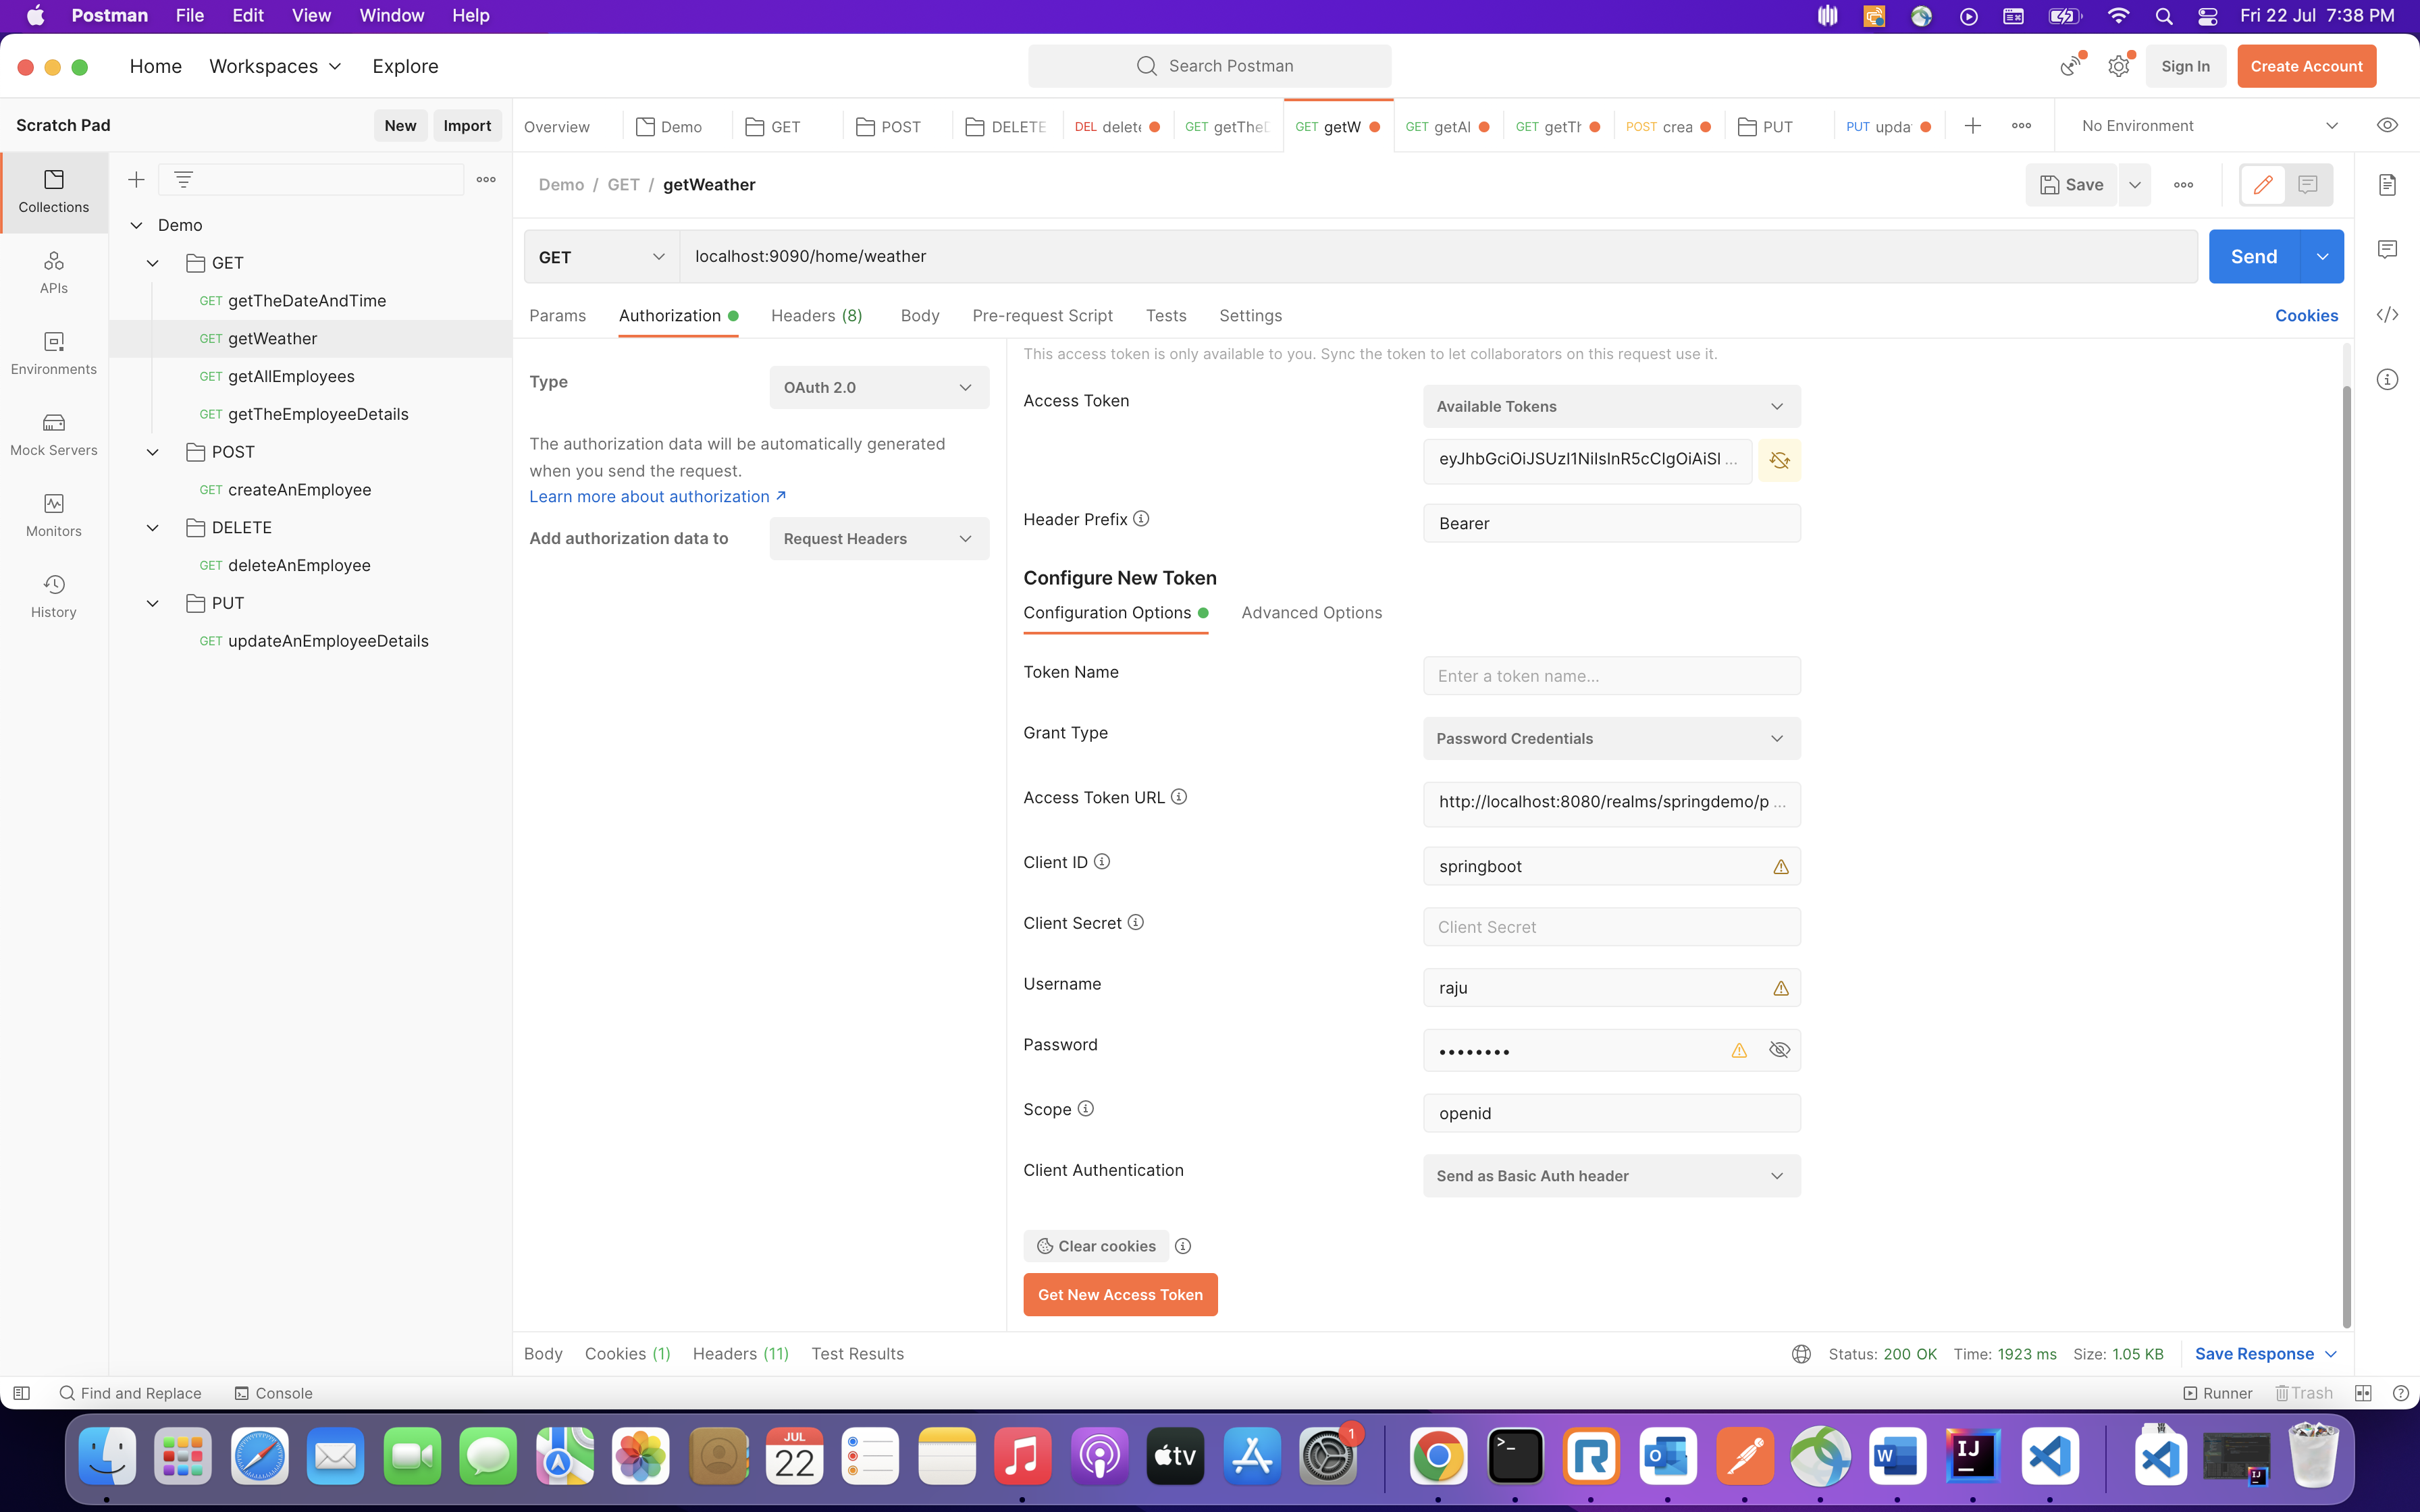 Postman File Edit View Window Help Fri 22 Jul 7:38 PM
Home Workspaces Explore Search Postman Sign In Create Account
Scratch Pad New Import Overview Demo GET POST DELETE DEL delete GET getTheD GET getW GET getAl GET getTh POST crea PUT PUT upda No Environment
Collections
APIs
Environments
Mock Servers
Monitors
History
Demo
GET
GET getTheDateAndTime
GET getWeather
GET getAllEmployees
GET getTheEmployeeDetails
POST
GET createAnEmployee
DELETE
GET deleteAnEmployee
PUT
GET updateAnEmployeeDetails
Demo / GET / getWeather Save
GET localhost:9090/home/weather Send
Params Authorization Headers (8) Body Pre-request Script Tests Settings Cookies
Type OAuth 2.0
The authorization data will be automatically generated
when you send the request.
Learn more about authorization
Add authorization data to Request Headers
This access token is only available to you. Sync the token to let collaborators on this request use it.
Access Token Available Tokens
eyJhbGciOiJSUzI1NiIsInR5cCIgOiAiSl ...
Header Prefix Bearer
Configure New Token
Configuration Options Advanced Options
Token Name Enter a token name...
Grant Type Password Credentials
Access Token URL http://localhost:8080/realms/springdemo/p ...
Client ID springboot
Client Secret Client Secret
Username raju
Password
Scope openid
Client Authentication Send as Basic Auth header
Clear cookies
Get New Access Token
Body Cookies (1) Headers (11) Test Results Status: 200 OK Time: 1923 ms Size: 1.05 KB Save Response
Find and Replace Console Runner Trash
JUL
22
tv
1
>_
R
O
W
IJ
IJ